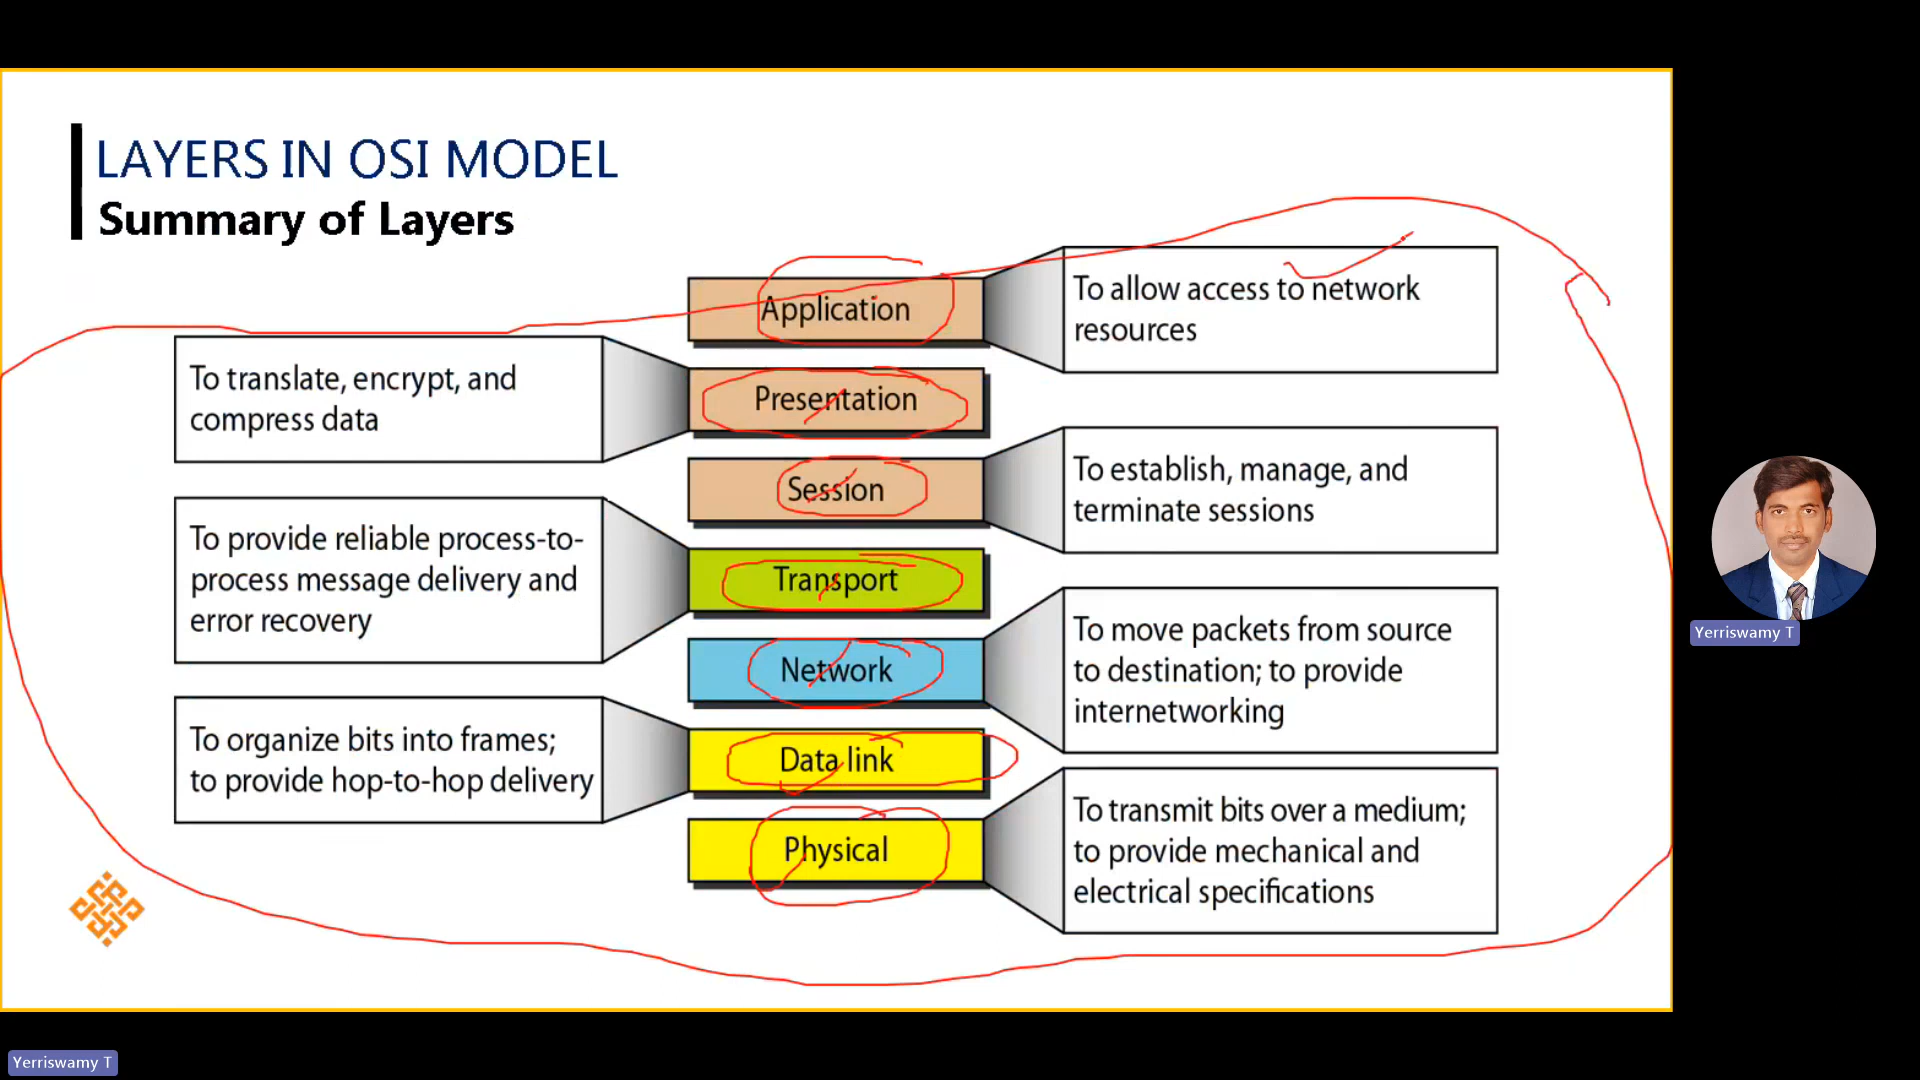 LAYERS IN OSI MODEL
Summary of Layers
Application
To allow access to network
resources
To translate, encrypt, and
compress data
Presentation
Session
To establish, manage, and
terminate sessions
To provide reliable process-to-
process message delivery and
error recovery
Transport
Network
To move packets from source
to destination; to provide
internetworking
To organize bits into frames;
to provide hop-to-hop delivery
Data link
Physical
To transmit bits over a medium;
to provide mechanical and
electrical specifications
Yerriswamy T
Yerriswamy T